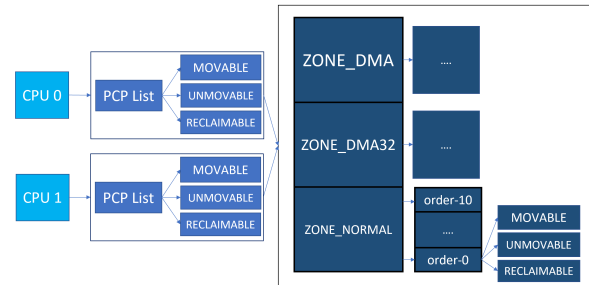 CPU 0
PCP List
MOVABLE
UNMOVABLE
RECLAIMABLE
CPU 1
PCP List
MOVABLE
UNMOVABLE
RECLAIMABLE
ZONE_DMA
....
ZONE_DMA32
....
ZONE_NORMAL
order-10
....
order-0
MOVABLE
UNMOVABLE
RECLAIMABLE